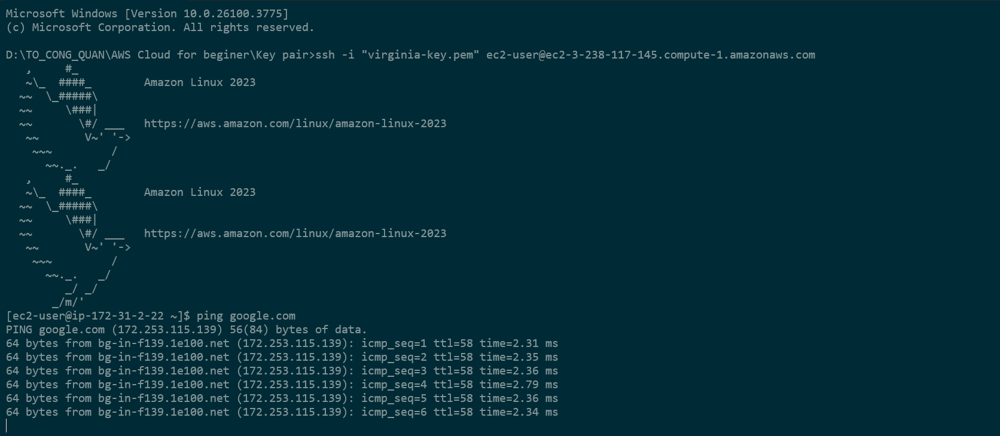 Microsoft Windows [Version 10.0.26100.3775]
(c) Microsoft Corporation. All rights reserved.

D:\TO_CONG_QUAN\AWS Cloud for beginer\Key pair>ssh -i "virginia-key.pem" ec2-user@ec2-3-238-117-145.compute-1.amazonaws.com
   ,     #_
   ~\_  ####_        Amazon Linux 2023
  ~~  \_#####\
  ~~     \###|
  ~~       \#/ ___   https://aws.amazon.com/linux/amazon-linux-2023
   ~~       V~' '->
    ~~~         /
      ~~._.   _/
   ,     #_
   ~\_  ####_        Amazon Linux 2023
  ~~  \_#####\
  ~~     \###|
  ~~       \#/ ___   https://aws.amazon.com/linux/amazon-linux-2023
   ~~       V~' '->
    ~~~         /
      ~~._.   _/
         _/ _/
       _/m/'
[ec2-user@ip-172-31-2-22 ~]$ ping google.com
PING google.com (172.253.115.139) 56(84) bytes of data.
64 bytes from bg-in-f139.1e100.net (172.253.115.139): icmp_seq=1 ttl=58 time=2.31 ms
64 bytes from bg-in-f139.1e100.net (172.253.115.139): icmp_seq=2 ttl=58 time=2.35 ms
64 bytes from bg-in-f139.1e100.net (172.253.115.139): icmp_seq=3 ttl=58 time=2.36 ms
64 bytes from bg-in-f139.1e100.net (172.253.115.139): icmp_seq=4 ttl=58 time=2.79 ms
64 bytes from bg-in-f139.1e100.net (172.253.115.139): icmp_seq=5 ttl=58 time=2.36 ms
64 bytes from bg-in-f139.1e100.net (172.253.115.139): icmp_seq=6 ttl=58 time=2.34 ms